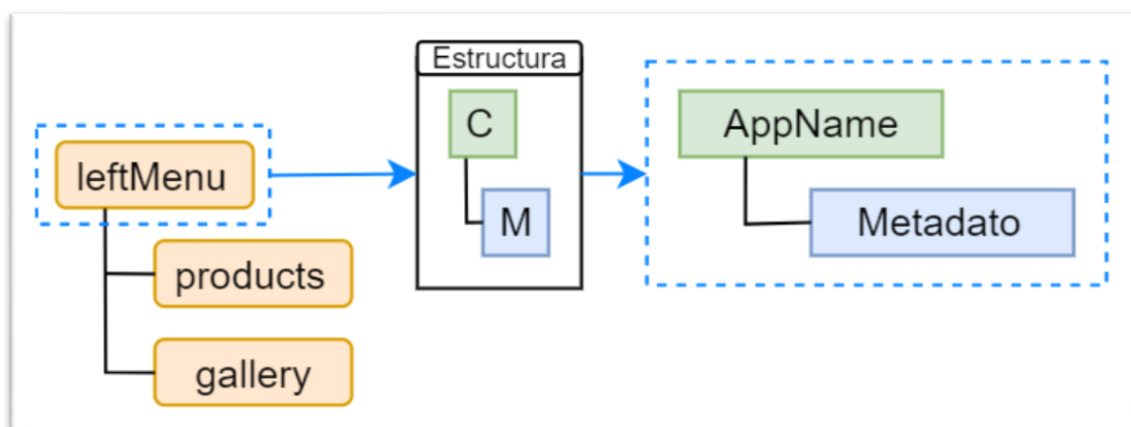 leftMenu
products
gallery
Estructura
C
M
AppName
Metadato